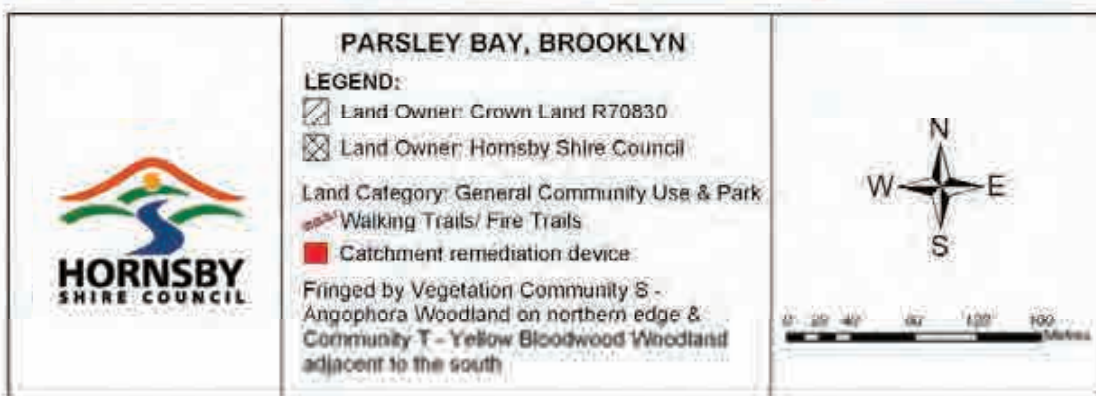 PARSLEY BAY, BROOKLYN
LEGEND:
Land Owner: Crown Land R70830
Land Owner: Hornsby Shire Council
Land Category: General Community Use & Park
Walking Trails/ Fire Trails
Catchment remediation device
Fringed by Vegetation Community S -
Angophora Woodland on northern edge &
Community T - Yellow Bloodwood Woodland
adjacent to the south
HORNSBY
SHIRE COUNCIL
N
W E
S
0 20 40
Metres